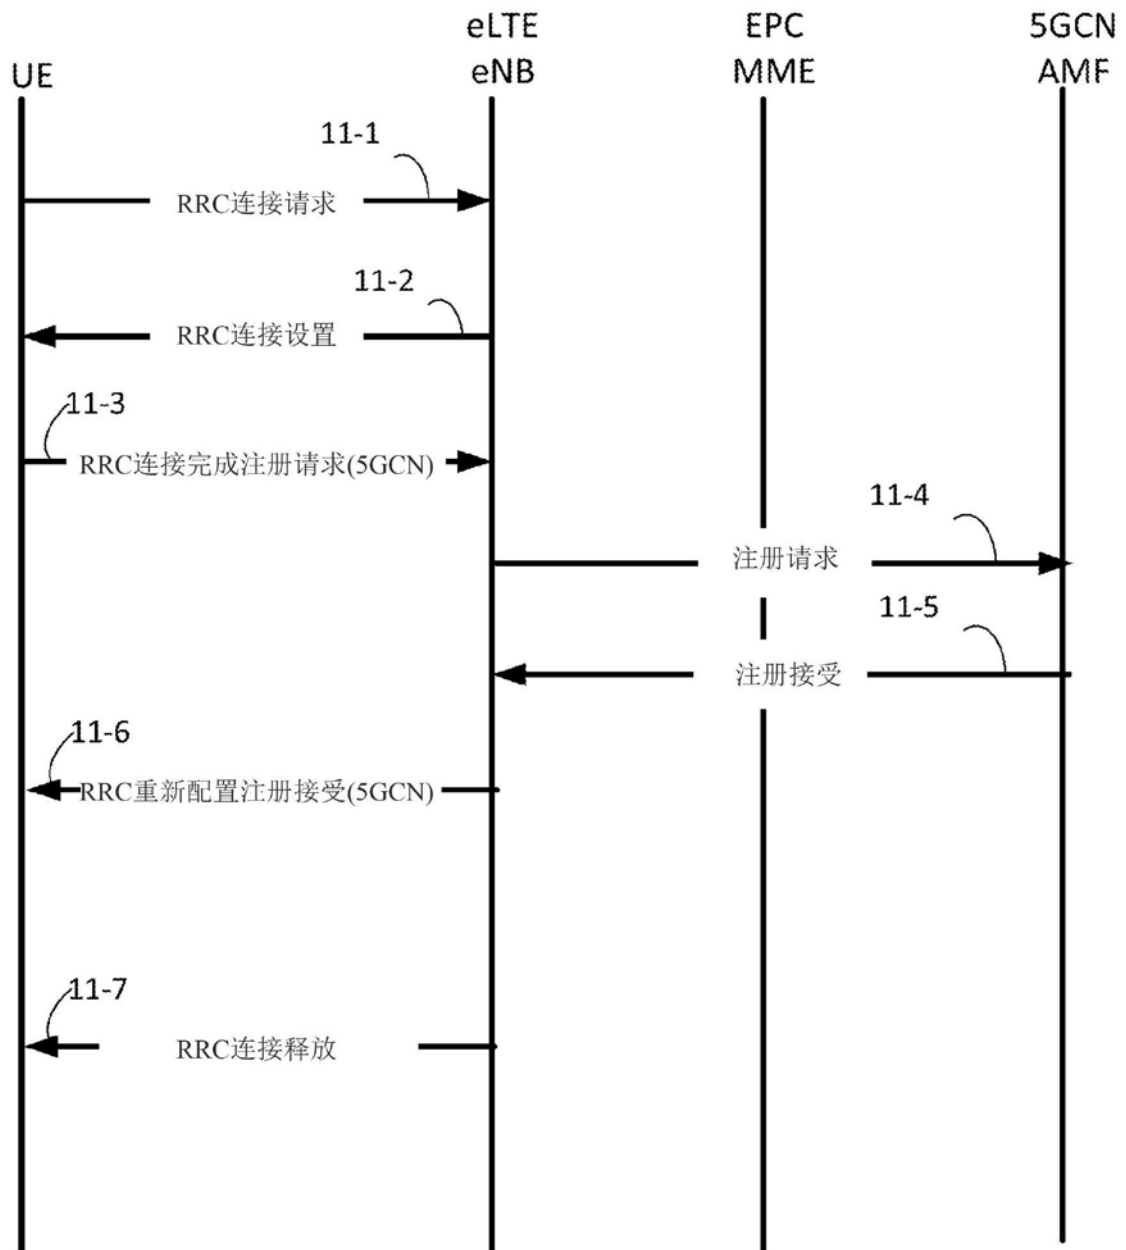 eLTE
EPC
5GCN
UE
eNB
MME
AMF
11-1
RRC连接请求
11-2
RRC连接设置
11-3
RRC连接完成注册请求(5GCN)
11-4
注册请求
11-5
注册接受
11-6
RRC重新配置注册接受(5GCN)
11-7
RRC连接释放